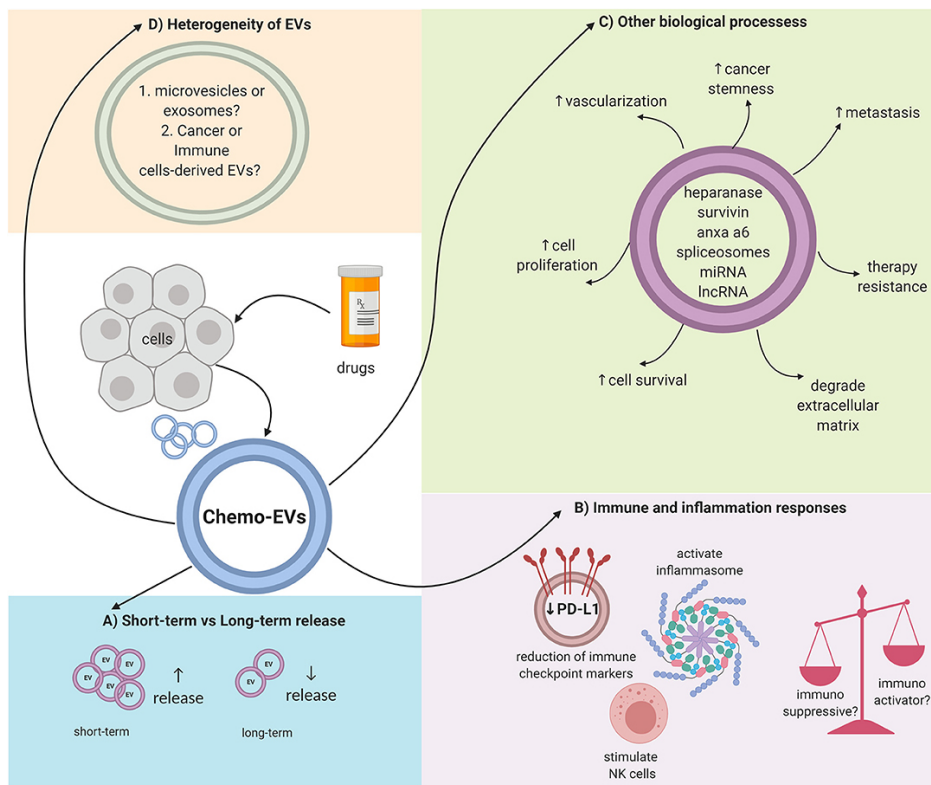 D) Heterogeneity of EVs
1. microvesicles or
exosomes?
2. Cancer or
Immune
cells-derived EVs?
C) Other biological processess
↑cancer
stemness
↑vascularization
↑metastasis
heparanase
survivin
anxa a6
spliceosomes
miRNA
lncRNA
↑cell
proliferation
therapy
resistance
↑cell survival
degrade
extracellular
matrix
cells
Rx
drugs
Chemo-EVs
A) Short-term vs Long-term release
EV
EV
EV
EV
EV
↑
release
short-term
EV
EV
↓
release
long-term
B) Immune and inflammation responses
↓PD-L1
reduction of immune
checkpoint markers
activate
inflammasome
stimulate
NK cells
immuno
suppressive?
immuno
activator?